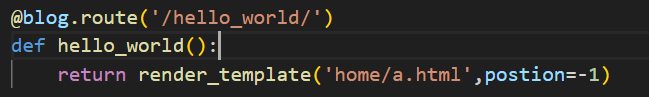 @blog.route('/hello_world/')
def hello_world():
    return render_template('home/a.html',postion=-1)